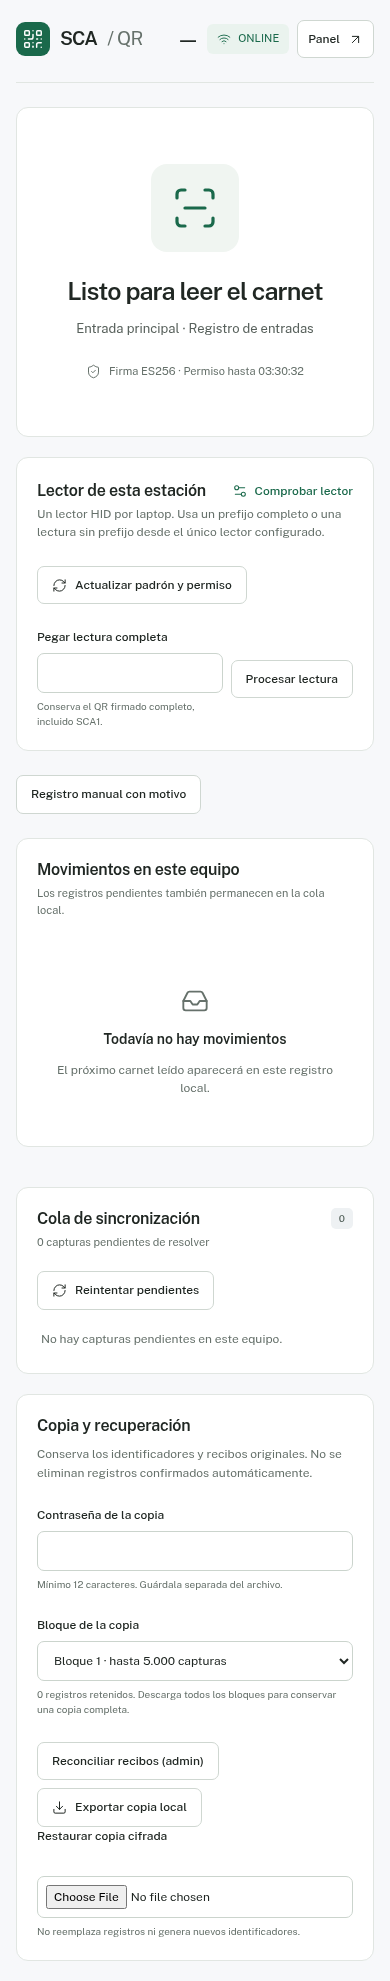 SCA / QR — ONLINE Panel
Listo para leer el carnet
Entrada principal · Registro de entradas
Firma ES256 · Permiso hasta 03:30:32
Lector de esta estación Comprobar lector
Un lector HID por laptop. Usa un prefijo completo o una
lectura sin prefijo desde el único lector configurado.
Actualizar padrón y permiso
Pegar lectura completa
Procesar lectura
Conserva el QR firmado completo,
incluido SCA1.
Registro manual con motivo
Movimientos en este equipo
Los registros pendientes también permanecen en la cola
local.
Todavía no hay movimientos
El próximo carnet leído aparecerá en este registro
local.
Cola de sincronización 0
0 capturas pendientes de resolver
Reintentar pendientes
No hay capturas pendientes en este equipo.
Copia y recuperación
Conserva los identificadores y recibos originales. No se
eliminan registros confirmados automáticamente.
Contraseña de la copia
Mínimo 12 caracteres. Guárdala separada del archivo.
Bloque de la copia
Bloque 1 · hasta 5.000 capturas
0 registros retenidos. Descarga todos los bloques para conservar
una copia completa.
Reconciliar recibos (admin)
Exportar copia local
Restaurar copia cifrada
Choose File No file chosen
No reemplaza registros ni genera nuevos identificadores.